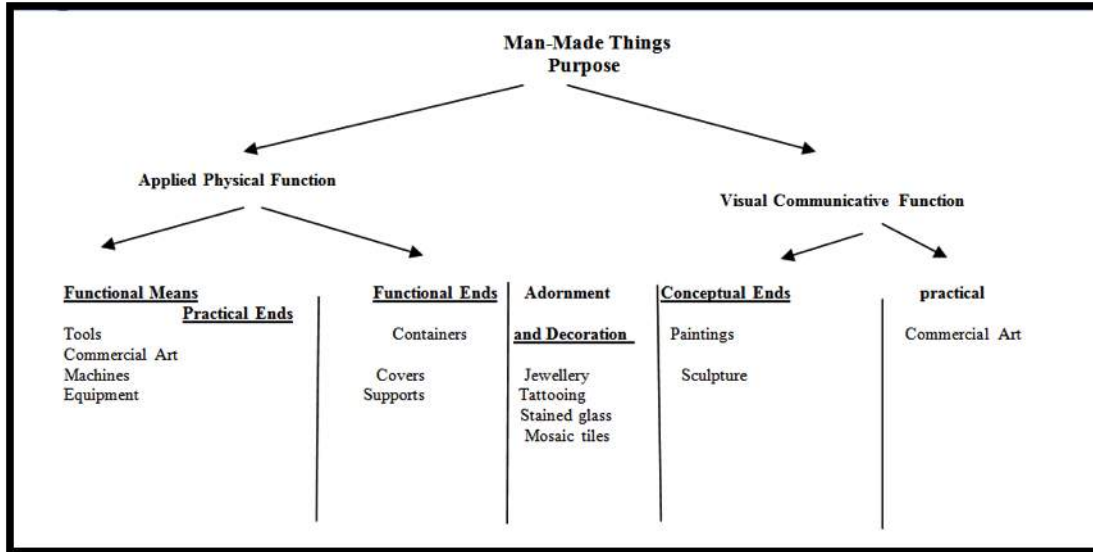 Man-Made Things
Purpose
Applied Physical Function
Visual Communicative Function
Functional Means
Practical Ends
Tools
Commercial Art
Machines
Equipment
Functional Ends
Containers
Covers
Supports
Adornment
and Decoration
Jewellery
Tattooing
Stained glass
Mosaic tiles
Conceptual Ends
Paintings
Sculpture
practical
Commercial Art